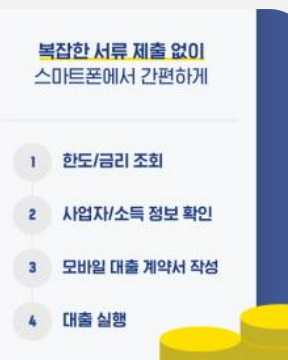 복잡한 서류 제출 없이
스마트폰에서 간편하게
1 한도/금리 조회
2 사업자/소득 정보 확인
3 모바일 대출 계약서 작성
4 대출 실행